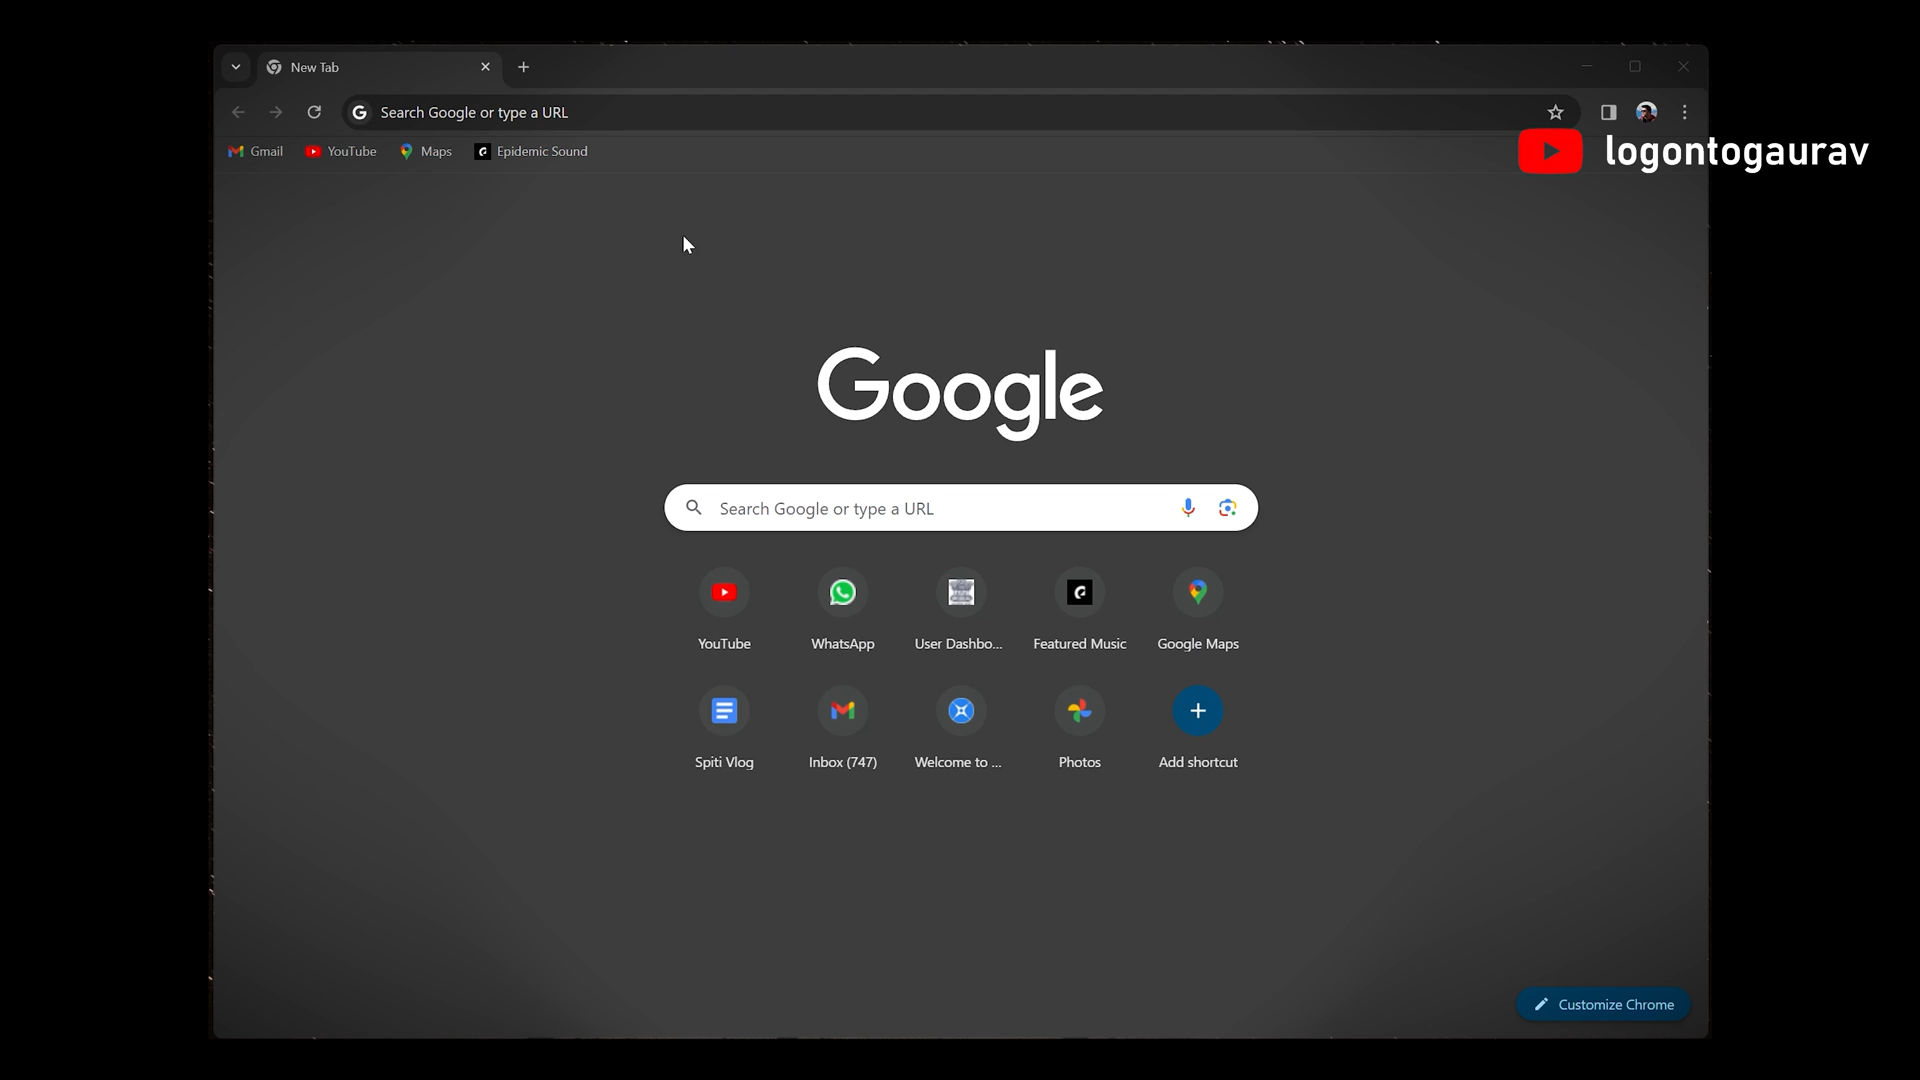 New Tab
Search Google or type a URL
Gmail YouTube Maps Epidemic Sound
logontogaurav
Google
Search Google or type a URL
YouTube WhatsApp User Dashbo... Featured Music Google Maps
Spiti Vlog Inbox (747) Welcome to ... Photos Add shortcut
Customize Chrome